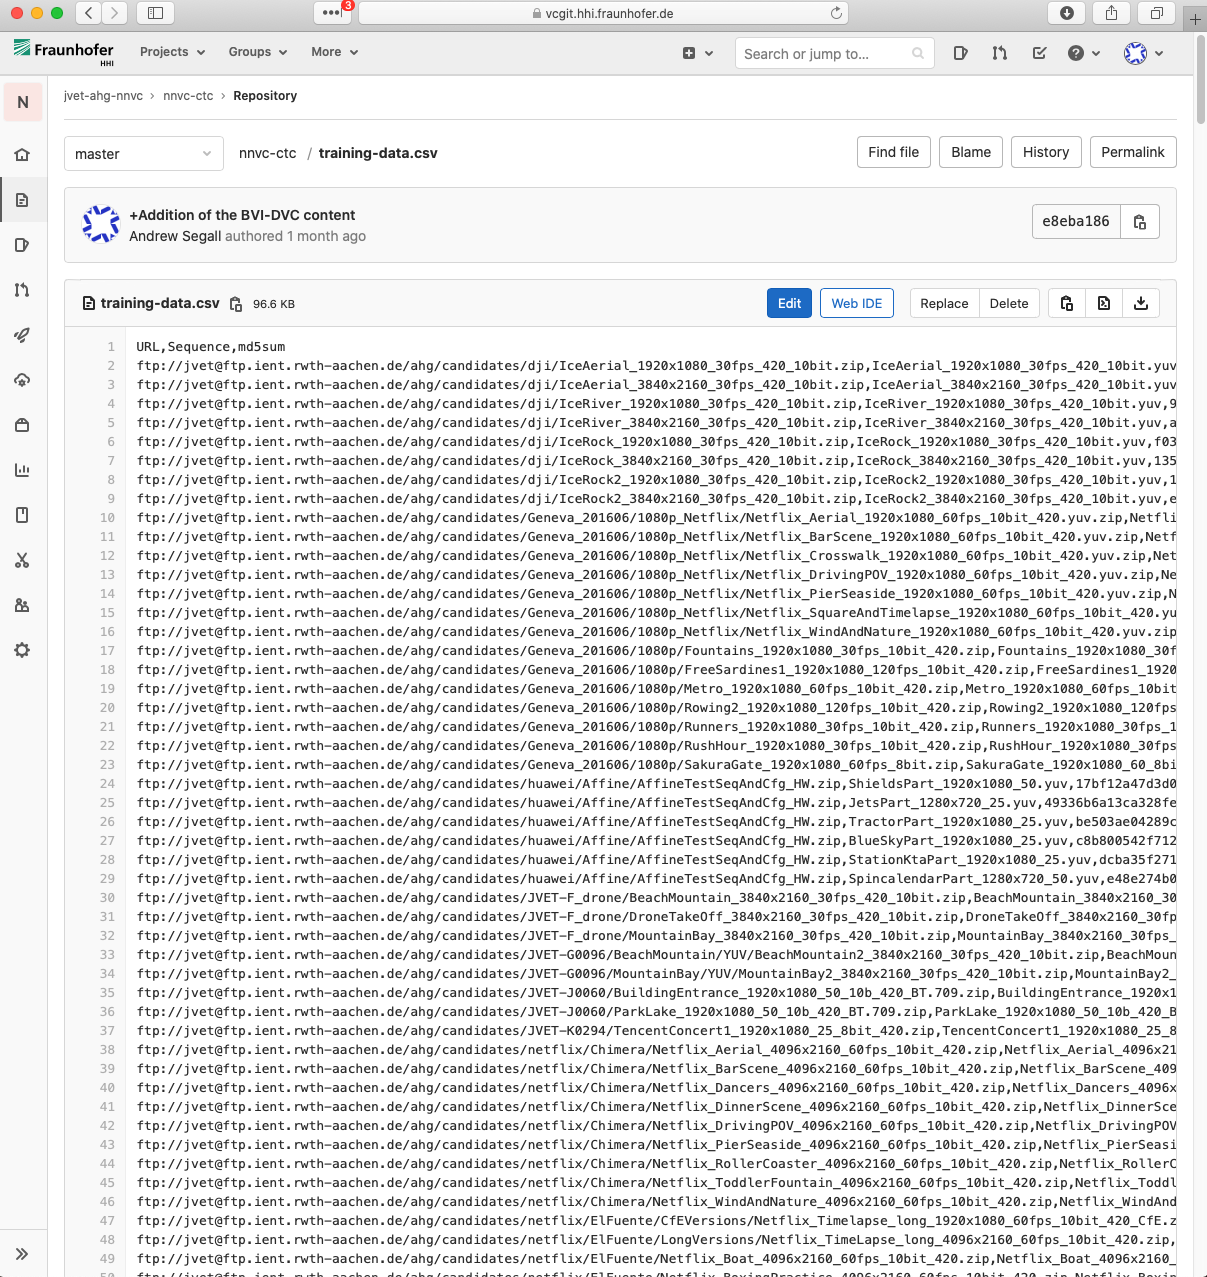 3
vcgit.hhi.fraunhofer.de
Fraunhofer
HHI
Projects
Groups
More
Search or jump to...
N
jvet-ahg-nnvc › nnvc-ctc › Repository
master
nnvc-ctc / training-data.csv
Find file
Blame
History
Permalink
+Addition of the BVI-DVC content
Andrew Segall authored 1 month ago
e8eba186
training-data.csv 96.6 KB
Edit
Web IDE
Replace
Delete
1 URL,Sequence,md5sum
2 ftp://jvet@ftp.ient.rwth-aachen.de/ahg/candidates/dji/IceAerial_1920x1080_30fps_420_10bit.zip,IceAerial_1920x1080_30fps_420_10bit.yuv
3 ftp://jvet@ftp.ient.rwth-aachen.de/ahg/candidates/dji/IceAerial_3840x2160_30fps_420_10bit.zip,IceAerial_3840x2160_30fps_420_10bit.yuv
4 ftp://jvet@ftp.ient.rwth-aachen.de/ahg/candidates/dji/IceRiver_1920x1080_30fps_420_10bit.zip,IceRiver_1920x1080_30fps_420_10bit.yuv,9
5 ftp://jvet@ftp.ient.rwth-aachen.de/ahg/candidates/dji/IceRiver_3840x2160_30fps_420_10bit.zip,IceRiver_3840x2160_30fps_420_10bit.yuv,a
6 ftp://jvet@ftp.ient.rwth-aachen.de/ahg/candidates/dji/IceRock_1920x1080_30fps_420_10bit.zip,IceRock_1920x1080_30fps_420_10bit.yuv,f03
7 ftp://jvet@ftp.ient.rwth-aachen.de/ahg/candidates/dji/IceRock_3840x2160_30fps_420_10bit.zip,IceRock_3840x2160_30fps_420_10bit.yuv,135
8 ftp://jvet@ftp.ient.rwth-aachen.de/ahg/candidates/dji/IceRock2_1920x1080_30fps_420_10bit.zip,IceRock2_1920x1080_30fps_420_10bit.yuv,1
9 ftp://jvet@ftp.ient.rwth-aachen.de/ahg/candidates/dji/IceRock2_3840x2160_30fps_420_10bit.zip,IceRock2_3840x2160_30fps_420_10bit.yuv,e
10 ftp://jvet@ftp.ient.rwth-aachen.de/ahg/candidates/Geneva_201606/1080p_Netflix/Netflix_Aerial_1920x1080_60fps_10bit_420.yuv.zip,Netfli
11 ftp://jvet@ftp.ient.rwth-aachen.de/ahg/candidates/Geneva_201606/1080p_Netflix/Netflix_BarScene_1920x1080_60fps_10bit_420.yuv.zip,Netf
12 ftp://jvet@ftp.ient.rwth-aachen.de/ahg/candidates/Geneva_201606/1080p_Netflix/Netflix_Crosswalk_1920x1080_60fps_10bit_420.yuv.zip,Net
13 ftp://jvet@ftp.ient.rwth-aachen.de/ahg/candidates/Geneva_201606/1080p_Netflix/Netflix_DrivingPOV_1920x1080_60fps_10bit_420.yuv.zip,Ne
14 ftp://jvet@ftp.ient.rwth-aachen.de/ahg/candidates/Geneva_201606/1080p_Netflix/Netflix_PierSeaside_1920x1080_60fps_10bit_420.yuv.zip,N
15 ftp://jvet@ftp.ient.rwth-aachen.de/ahg/candidates/Geneva_201606/1080p_Netflix/Netflix_SquareAndTimelapse_1920x1080_60fps_10bit_420.yu
16 ftp://jvet@ftp.ient.rwth-aachen.de/ahg/candidates/Geneva_201606/1080p_Netflix/Netflix_WindAndNature_1920x1080_60fps_10bit_420.yuv.zip
17 ftp://jvet@ftp.ient.rwth-aachen.de/ahg/candidates/Geneva_201606/1080p/Fountains_1920x1080_30fps_10bit_420.zip,Fountains_1920x1080_30f
18 ftp://jvet@ftp.ient.rwth-aachen.de/ahg/candidates/Geneva_201606/1080p/FreeSardines1_1920x1080_120fps_10bit_420.zip,FreeSardines1_1920
19 ftp://jvet@ftp.ient.rwth-aachen.de/ahg/candidates/Geneva_201606/1080p/Metro_1920x1080_60fps_10bit_420.zip,Metro_1920x1080_60fps_10bit
20 ftp://jvet@ftp.ient.rwth-aachen.de/ahg/candidates/Geneva_201606/1080p/Rowing2_1920x1080_120fps_10bit_420.zip,Rowing2_1920x1080_120fps
21 ftp://jvet@ftp.ient.rwth-aachen.de/ahg/candidates/Geneva_201606/1080p/Runners_1920x1080_30fps_10bit_420.zip,Runners_1920x1080_30fps_1
22 ftp://jvet@ftp.ient.rwth-aachen.de/ahg/candidates/Geneva_201606/1080p/RushHour_1920x1080_30fps_10bit_420.zip,RushHour_1920x1080_30fps
23 ftp://jvet@ftp.ient.rwth-aachen.de/ahg/candidates/Geneva_201606/1080p/SakuraGate_1920x1080_60fps_8bit.zip,SakuraGate_1920x1080_60_8bi
24 ftp://jvet@ftp.ient.rwth-aachen.de/ahg/candidates/huawei/Affine/AffineTestSeqAndCfg_HW.zip,ShieldsPart_1920x1080_50.yuv,17bf12a47d3d0
25 ftp://jvet@ftp.ient.rwth-aachen.de/ahg/candidates/huawei/Affine/AffineTestSeqAndCfg_HW.zip,JetsPart_1280x720_25.yuv,49336b6a13ca328fe
26 ftp://jvet@ftp.ient.rwth-aachen.de/ahg/candidates/huawei/Affine/AffineTestSeqAndCfg_HW.zip,TractorPart_1920x1080_25.yuv,be503ae04289c
27 ftp://jvet@ftp.ient.rwth-aachen.de/ahg/candidates/huawei/Affine/AffineTestSeqAndCfg_HW.zip,BlueSkyPart_1920x1080_25.yuv,c8b800542f712
28 ftp://jvet@ftp.ient.rwth-aachen.de/ahg/candidates/huawei/Affine/AffineTestSeqAndCfg_HW.zip,StationKtaPart_1920x1080_25.yuv,dcba35f271
29 ftp://jvet@ftp.ient.rwth-aachen.de/ahg/candidates/huawei/Affine/AffineTestSeqAndCfg_HW.zip,SpincalendarPart_1280x720_50.yuv,e48e274b0
30 ftp://jvet@ftp.ient.rwth-aachen.de/ahg/candidates/JVET-F_drone/BeachMountain_3840x2160_30fps_420_10bit.zip,BeachMountain_3840x2160_30
31 ftp://jvet@ftp.ient.rwth-aachen.de/ahg/candidates/JVET-F_drone/DroneTakeOff_3840x2160_30fps_420_10bit.zip,DroneTakeOff_3840x2160_30fp
32 ftp://jvet@ftp.ient.rwth-aachen.de/ahg/candidates/JVET-F_drone/MountainBay_3840x2160_30fps_420_10bit.zip,MountainBay_3840x2160_30fps_
33 ftp://jvet@ftp.ient.rwth-aachen.de/ahg/candidates/JVET-G0096/BeachMountain/YUV/BeachMountain2_3840x2160_30fps_420_10bit.zip,BeachMoun
34 ftp://jvet@ftp.ient.rwth-aachen.de/ahg/candidates/JVET-G0096/MountainBay/YUV/MountainBay2_3840x2160_30fps_420_10bit.zip,MountainBay2_
35 ftp://jvet@ftp.ient.rwth-aachen.de/ahg/candidates/JVET-J0060/BuildingEntrance_1920x1080_50_10b_420_BT.709.zip,BuildingEntrance_1920x1
36 ftp://jvet@ftp.ient.rwth-aachen.de/ahg/candidates/JVET-J0060/ParkLake_1920x1080_50_10b_420_BT.709.zip,ParkLake_1920x1080_50_10b_420_B
37 ftp://jvet@ftp.ient.rwth-aachen.de/ahg/candidates/JVET-K0294/TencentConcert1_1920x1080_25_8bit_420.zip,TencentConcert1_1920x1080_25_8
38 ftp://jvet@ftp.ient.rwth-aachen.de/ahg/candidates/netflix/Chimera/Netflix_Aerial_4096x2160_60fps_10bit_420.zip,Netflix_Aerial_4096x21
39 ftp://jvet@ftp.ient.rwth-aachen.de/ahg/candidates/netflix/Chimera/Netflix_BarScene_4096x2160_60fps_10bit_420.zip,Netflix_BarScene_409
40 ftp://jvet@ftp.ient.rwth-aachen.de/ahg/candidates/netflix/Chimera/Netflix_Dancers_4096x2160_60fps_10bit_420.zip,Netflix_Dancers_4096x
41 ftp://jvet@ftp.ient.rwth-aachen.de/ahg/candidates/netflix/Chimera/Netflix_DinnerScene_4096x2160_60fps_10bit_420.zip,Netflix_DinnerSce
42 ftp://jvet@ftp.ient.rwth-aachen.de/ahg/candidates/netflix/Chimera/Netflix_DrivingPOV_4096x2160_60fps_10bit_420.zip,Netflix_DrivingPOV
43 ftp://jvet@ftp.ient.rwth-aachen.de/ahg/candidates/netflix/Chimera/Netflix_PierSeaside_4096x2160_60fps_10bit_420.zip,Netflix_PierSeasi
44 ftp://jvet@ftp.ient.rwth-aachen.de/ahg/candidates/netflix/Chimera/Netflix_RollerCoaster_4096x2160_60fps_10bit_420.zip,Netflix_RollerC
45 ftp://jvet@ftp.ient.rwth-aachen.de/ahg/candidates/netflix/Chimera/Netflix_ToddlerFountain_4096x2160_60fps_10bit_420.zip,Netflix_Toddl
46 ftp://jvet@ftp.ient.rwth-aachen.de/ahg/candidates/netflix/Chimera/Netflix_WindAndNature_4096x2160_60fps_10bit_420.zip,Netflix_WindAnd
47 ftp://jvet@ftp.ient.rwth-aachen.de/ahg/candidates/netflix/ElFuente/CfEVersions/Netflix_Timelapse_long_1920x1080_60fps_10bit_420_CfE.z
48 ftp://jvet@ftp.ient.rwth-aachen.de/ahg/candidates/netflix/ElFuente/LongVersions/Netflix_TimeLapse_long_4096x2160_60fps_10bit_420.zip,
49 ftp://jvet@ftp.ient.rwth-aachen.de/ahg/candidates/netflix/ElFuente/Netflix_Boat_4096x2160_60fps_10bit_420.zip,Netflix_Boat_4096x2160_